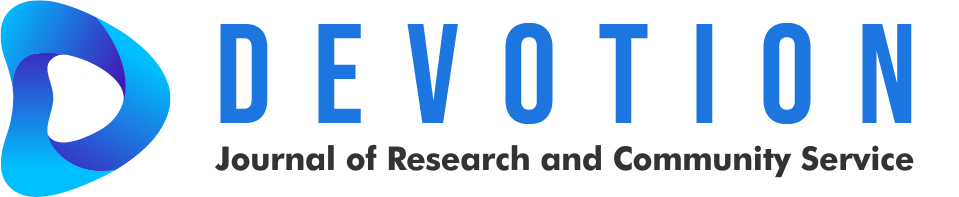 DEVOTION
Journal of Research and Community Service